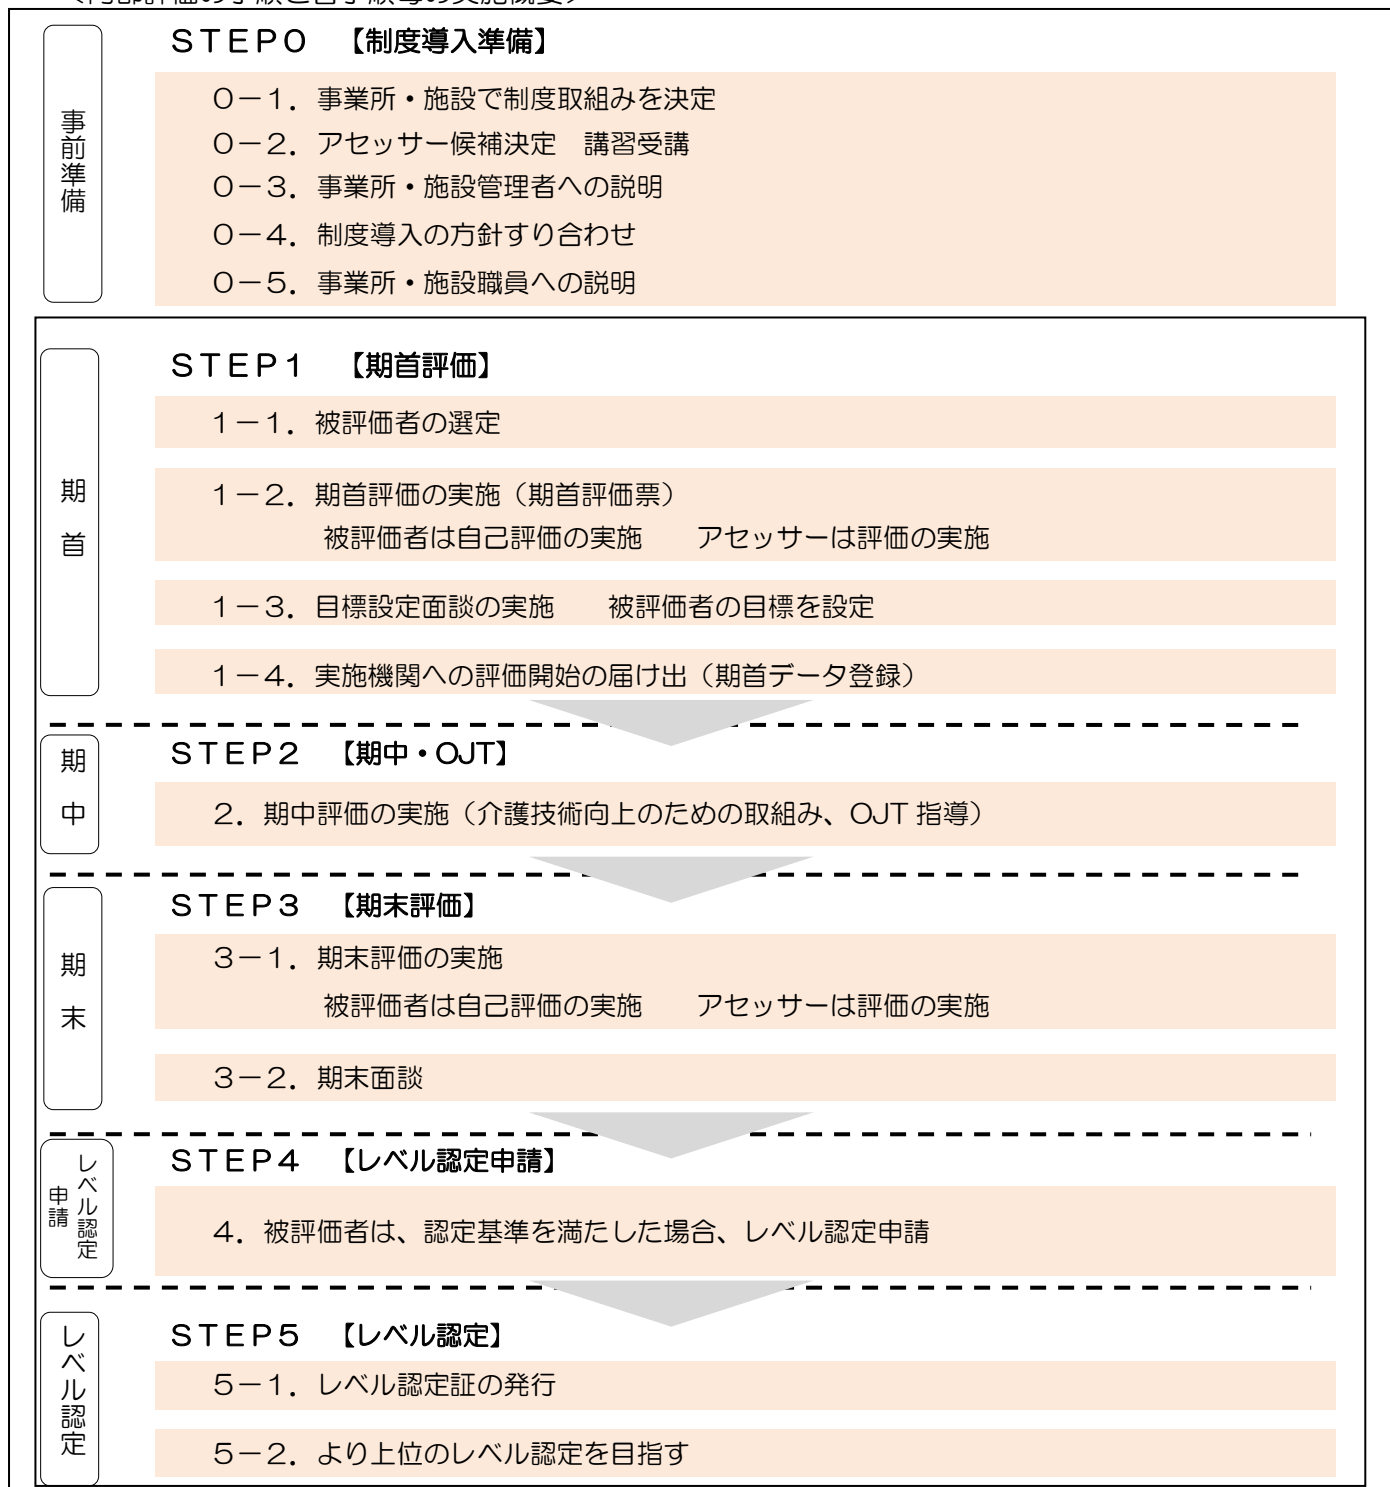 事前準備
STEP0 【制度導入準備】
0-1．事業所・施設で制度取組みを決定
0-2．アセッサー候補決定 講習受講
0-3．事業所・施設管理者への説明
0-4．制度導入の方針すり合わせ
0-5．事業所・施設職員への説明
期首
STEP1 【期首評価】
1-1．被評価者の選定
1-2．期首評価の実施（期首評価票）
被評価者は自己評価の実施 アセッサーは評価の実施
1-3．目標設定面談の実施 被評価者の目標を設定
1-4．実施機関への評価開始の届け出（期首データ登録）
期中
STEP2 【期中・OJT】
2．期中評価の実施（介護技術向上のための取組み、OJT 指導）
期末
STEP3 【期末評価】
3-1．期末評価の実施
被評価者は自己評価の実施 アセッサーは評価の実施
3-2．期末面談
レベル認定
申請
STEP4 【レベル認定申請】
4．被評価者は、認定基準を満たした場合、レベル認定申請
レベル認定
STEP5 【レベル認定】
5-1．レベル認定証の発行
5-2．より上位のレベル認定を目指す